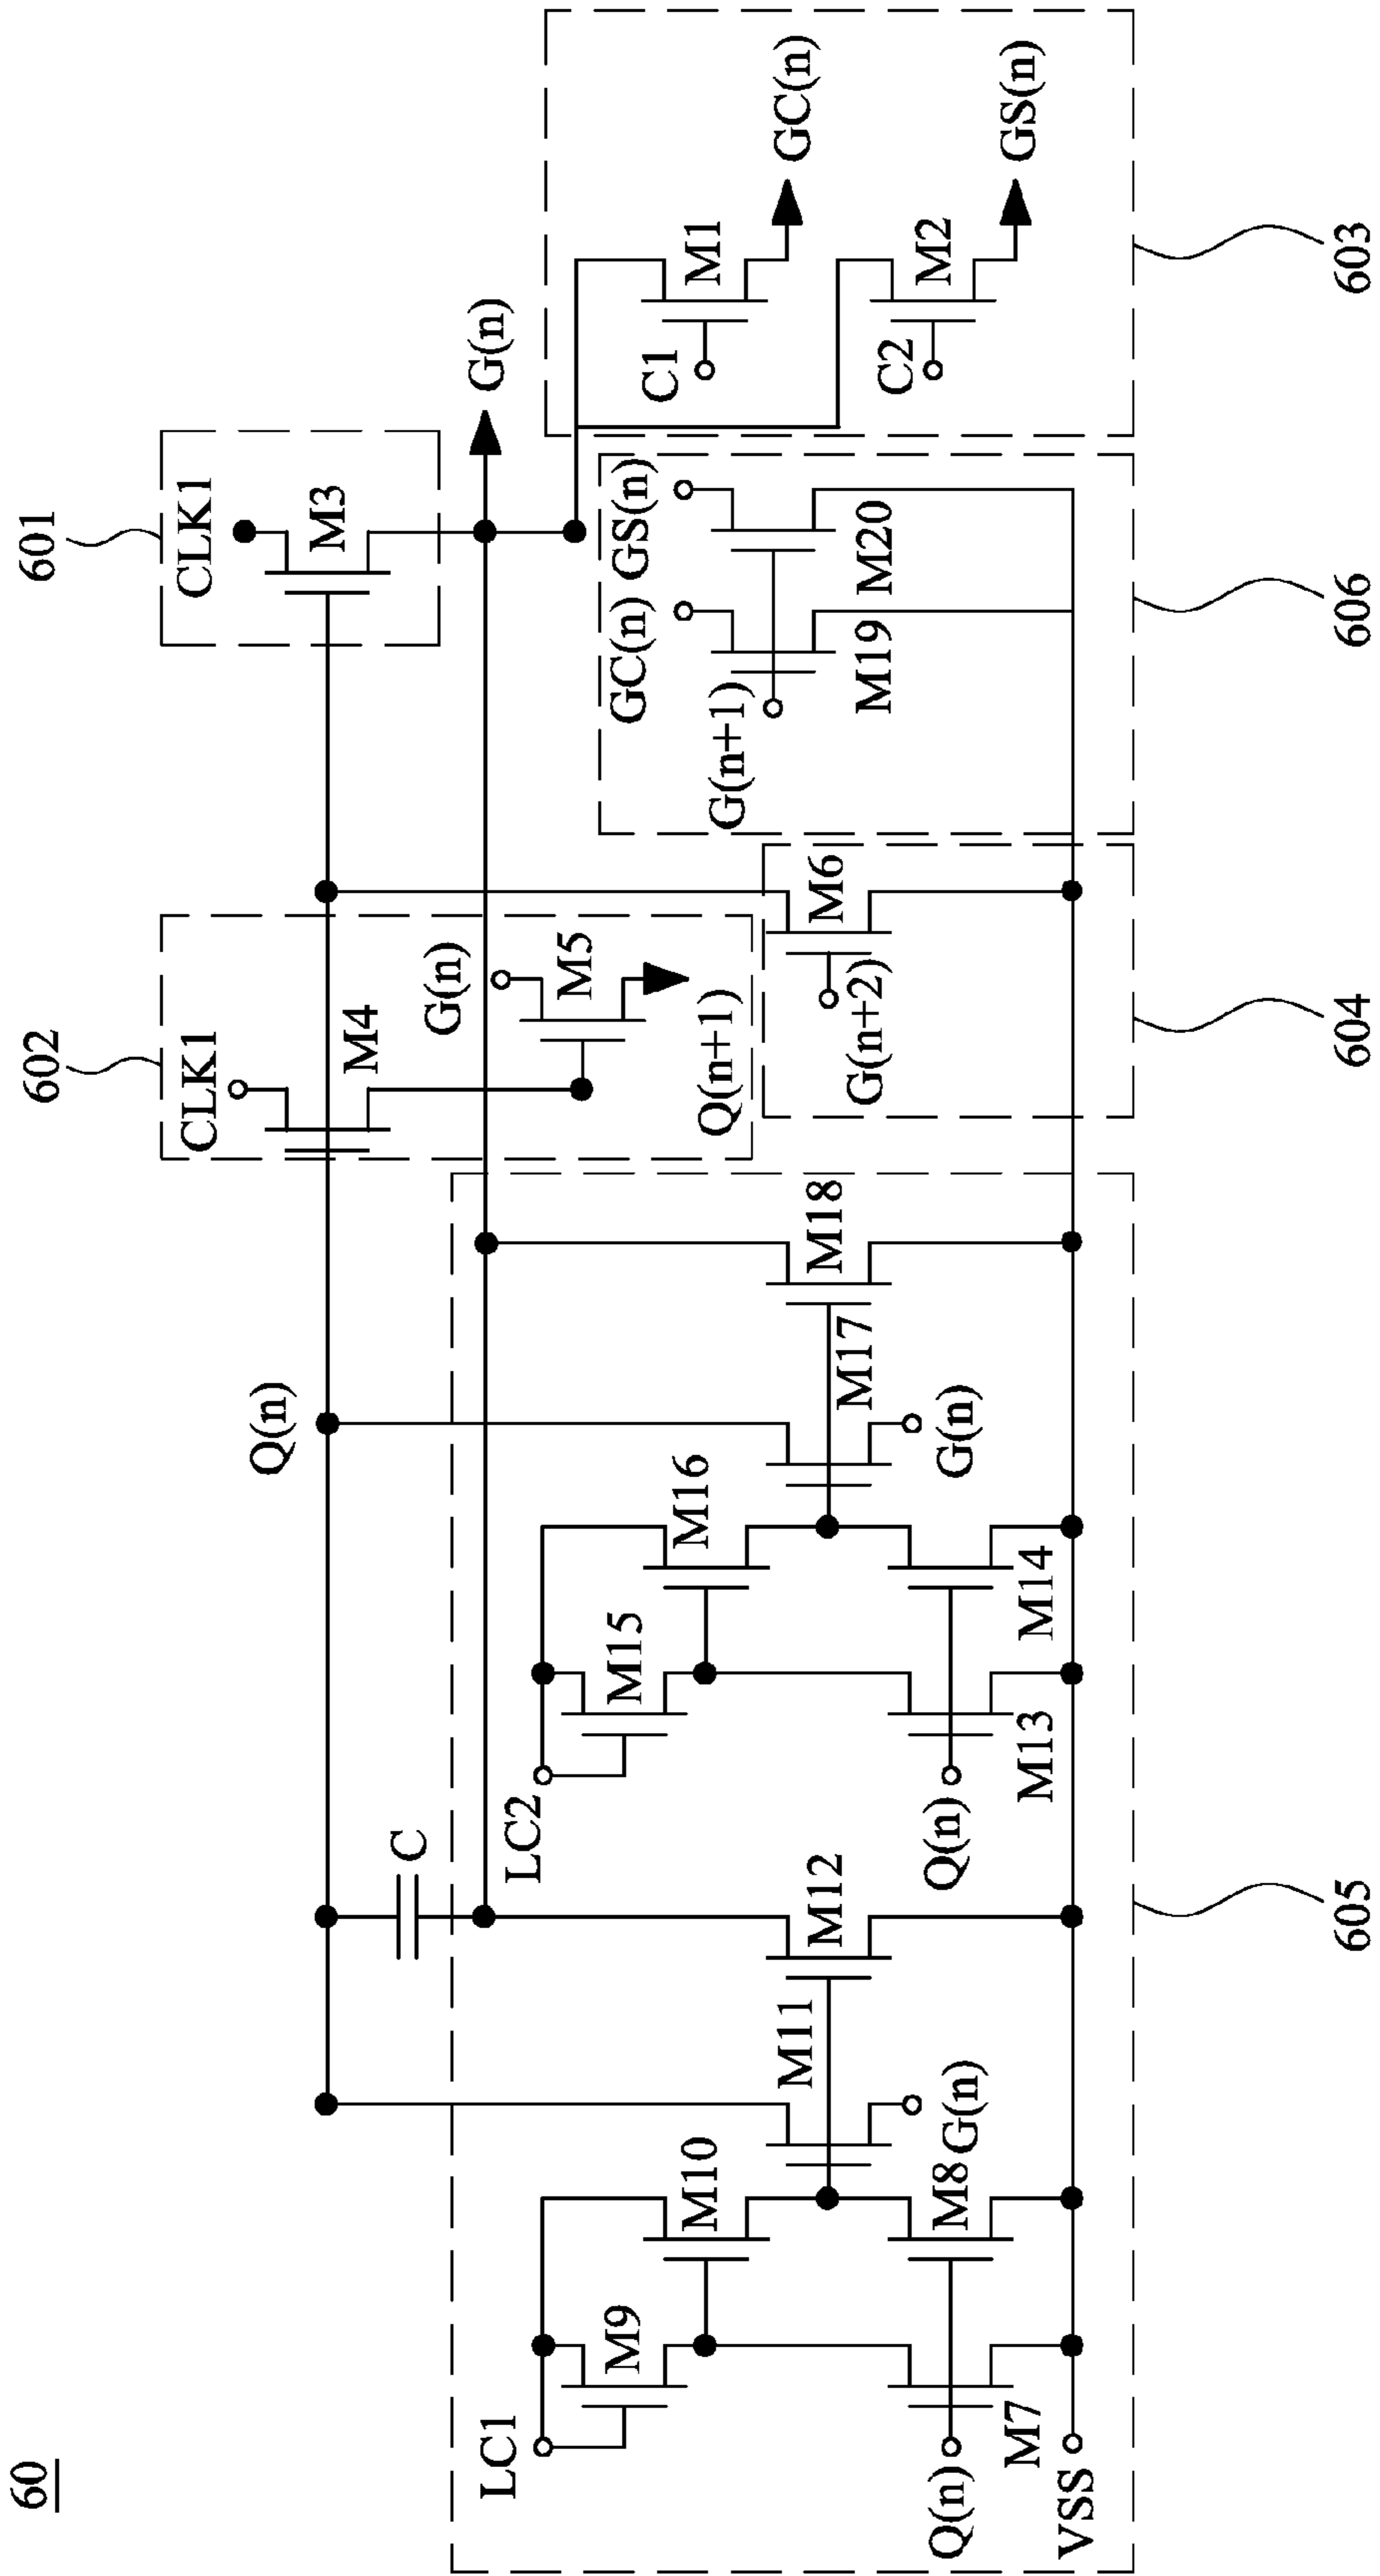 60
601
CLK1
M3
602
CLK1
M4
G(n)
M5
Q(n+1)
Q(n)
C
G(n)
LC1
M9
M10
M11
M12
Q(n)
M7
M8
G(n)
VSS
LC2
M15
M16
M17
M18
Q(n)
M13
M14
G(n)
M6
G(n+2)
GC(n)
GS(n)
G(n+1)
M19
M20
C1
M1
GC(n)
C2
M2
GS(n)
605
604
606
603